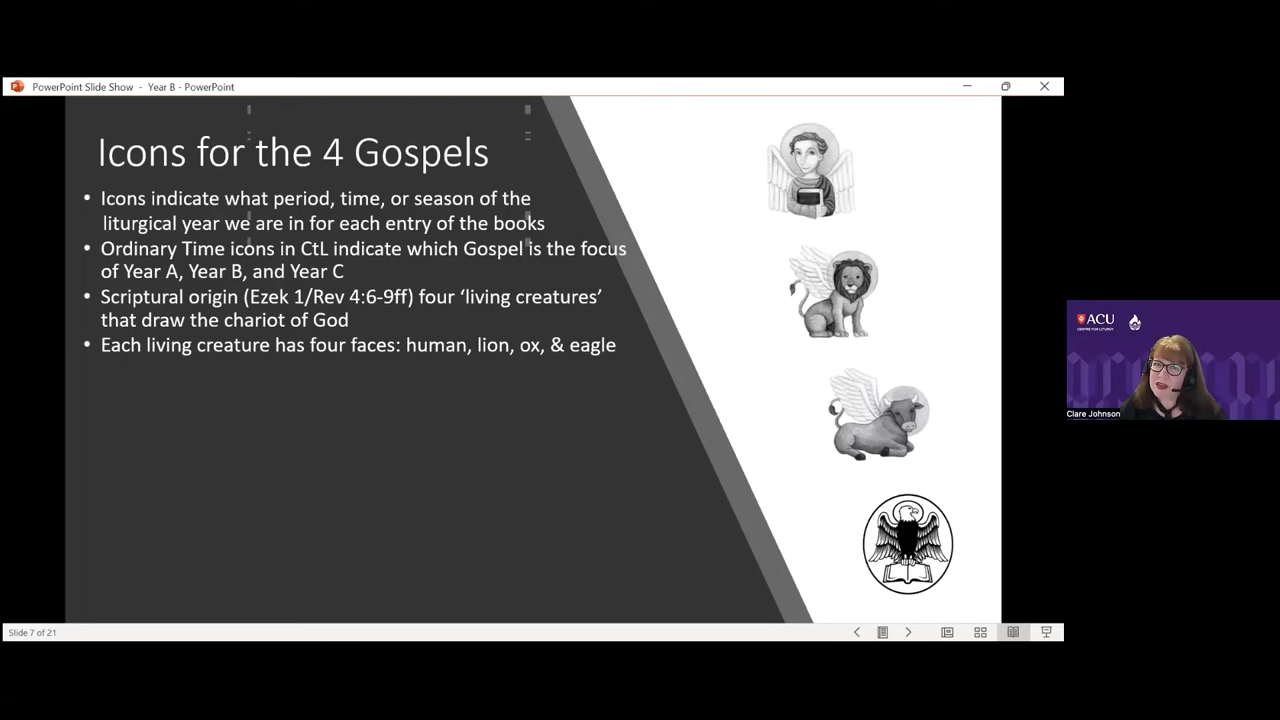 PowerPoint Slide Show - Year B - PowerPoint
Icons for the 4 Gospels
• Icons indicate what period, time, or season of the
liturgical year we are in for each entry of the books
• Ordinary Time icons in CtL indicate which Gospel is the focus
of Year A, Year B, and Year C
• Scriptural origin (Ezek 1/Rev 4:6-9ff) four ‘living creatures’
that draw the chariot of God
• Each living creature has four faces: human, lion, ox, & eagle
ACU
CENTRE FOR LITURGY
Clare Johnson
Slide 7 of 21